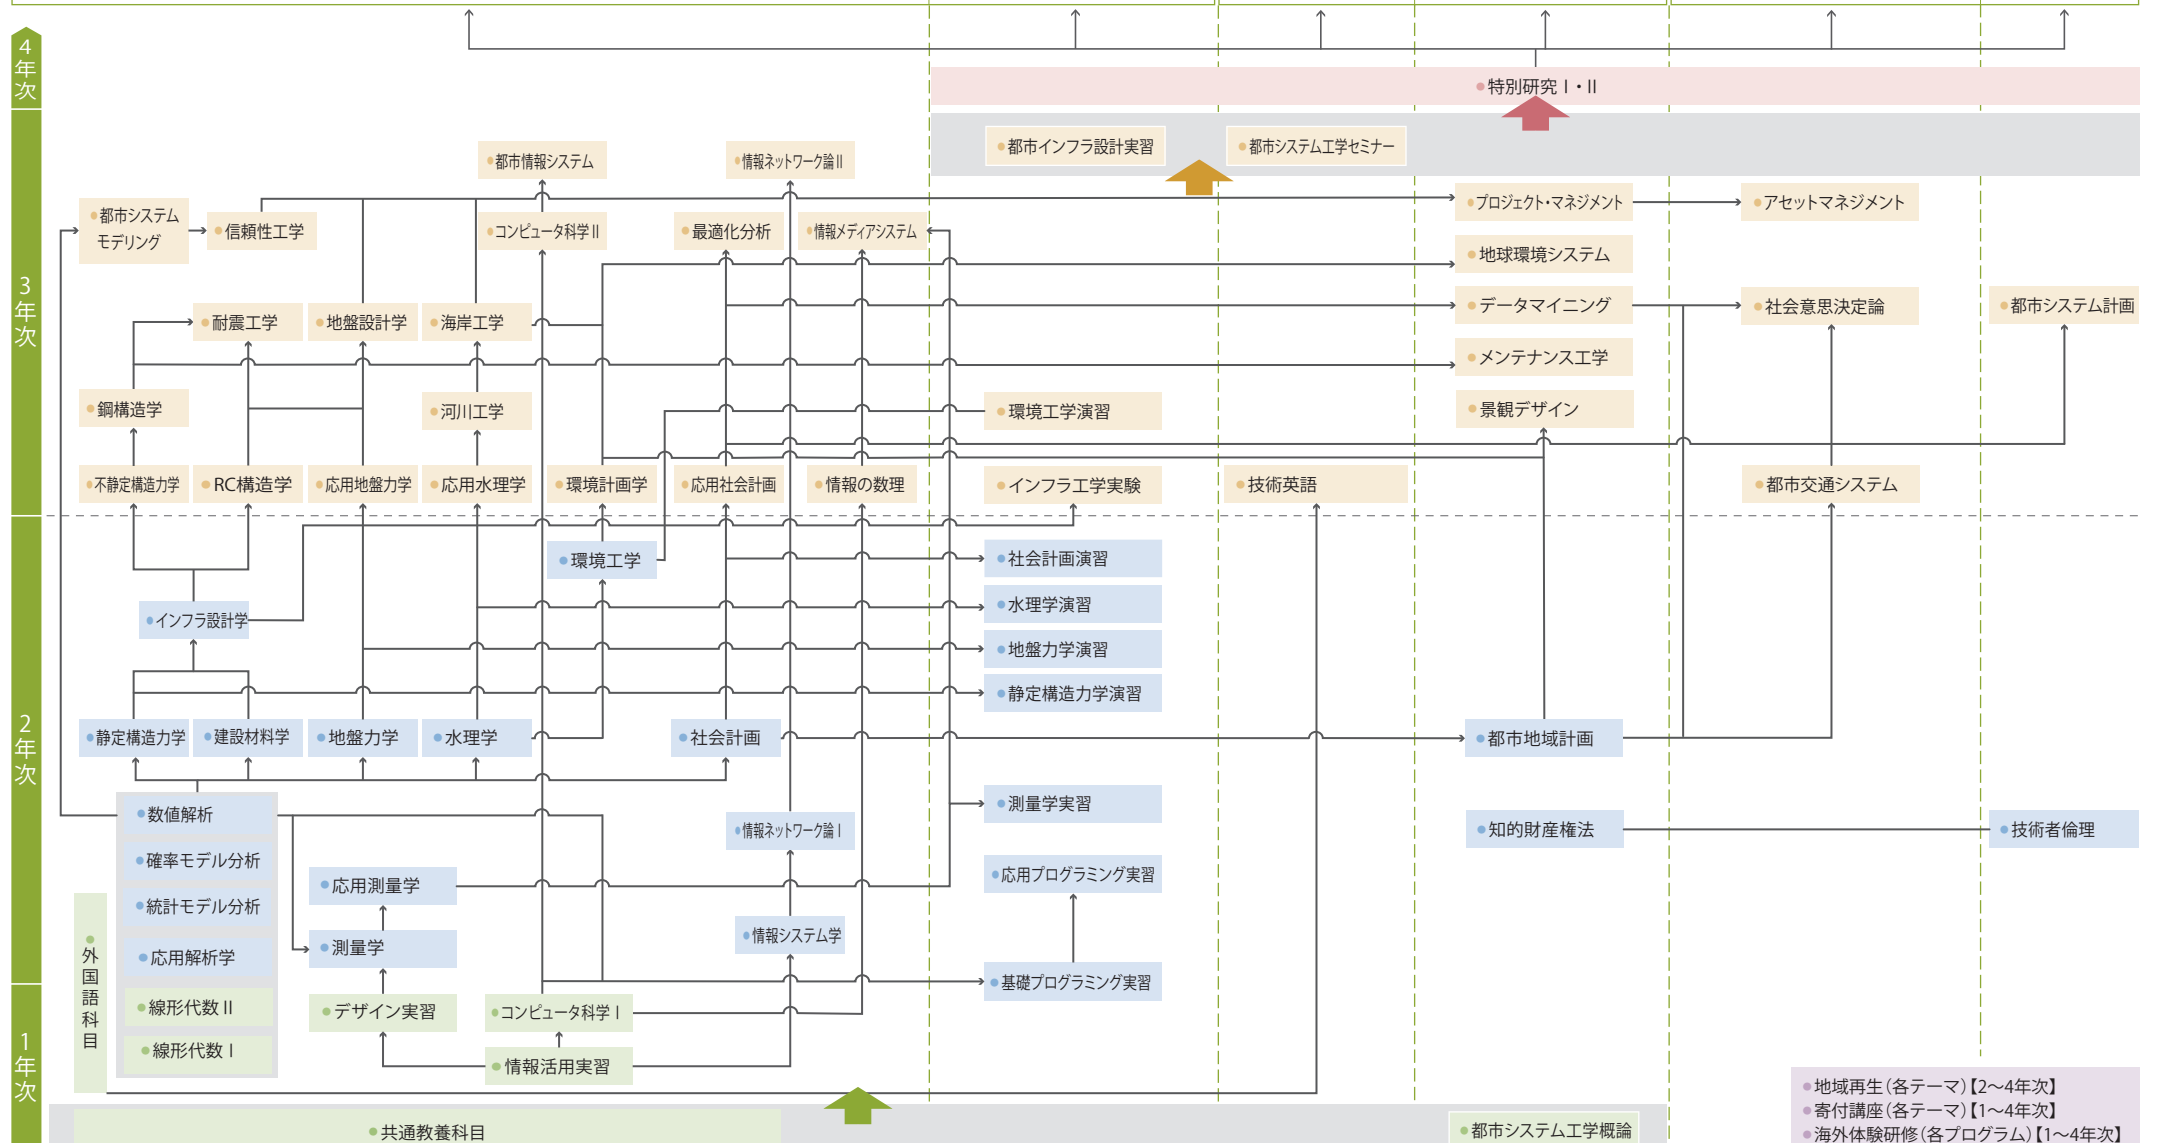 4年次
特別研究Ⅰ・Ⅱ
3年次
都市インフラ設計実習
都市システム工学セミナー
都市情報システム
情報ネットワーク論Ⅱ
都市システム
モデリング
信頼性工学
コンピュータ科学Ⅱ
最適化分析
情報メディアシステム
プロジェクト・マネジメント
アセットマネジメント
地球環境システム
耐震工学
地盤設計学
海岸工学
データマイニング
社会意思決定論
都市システム計画
メンテナンス工学
鋼構造学
河川工学
環境工学演習
景観デザイン
不静定構造力学
RC構造学
応用地盤力学
応用水理学
環境計画学
応用社会計画
情報の数理
インフラ工学実験
技術英語
都市交通システム
2年次
環境工学
社会計画演習
水理学演習
インフラ設計学
地盤力学演習
静定構造力学演習
静定構造力学
建設材料学
地盤力学
水理学
社会計画
都市地域計画
数値解析
測量学実習
情報ネットワーク論Ⅰ
知的財産権法
技術者倫理
確率モデル分析
応用測量学
応用プログラミング実習
統計モデル分析
測量学
情報システム学
応用解析学
基礎プログラミング実習
外国語科目
1年次
線形代数Ⅱ
デザイン実習
コンピュータ科学Ⅰ
線形代数Ⅰ
情報活用実習
共通教養科目
都市システム工学概論
地域再生(各テーマ)【2〜4年次】
寄付講座(各テーマ)【1〜4年次】
海外体験研修(各プログラム)【1〜4年次】